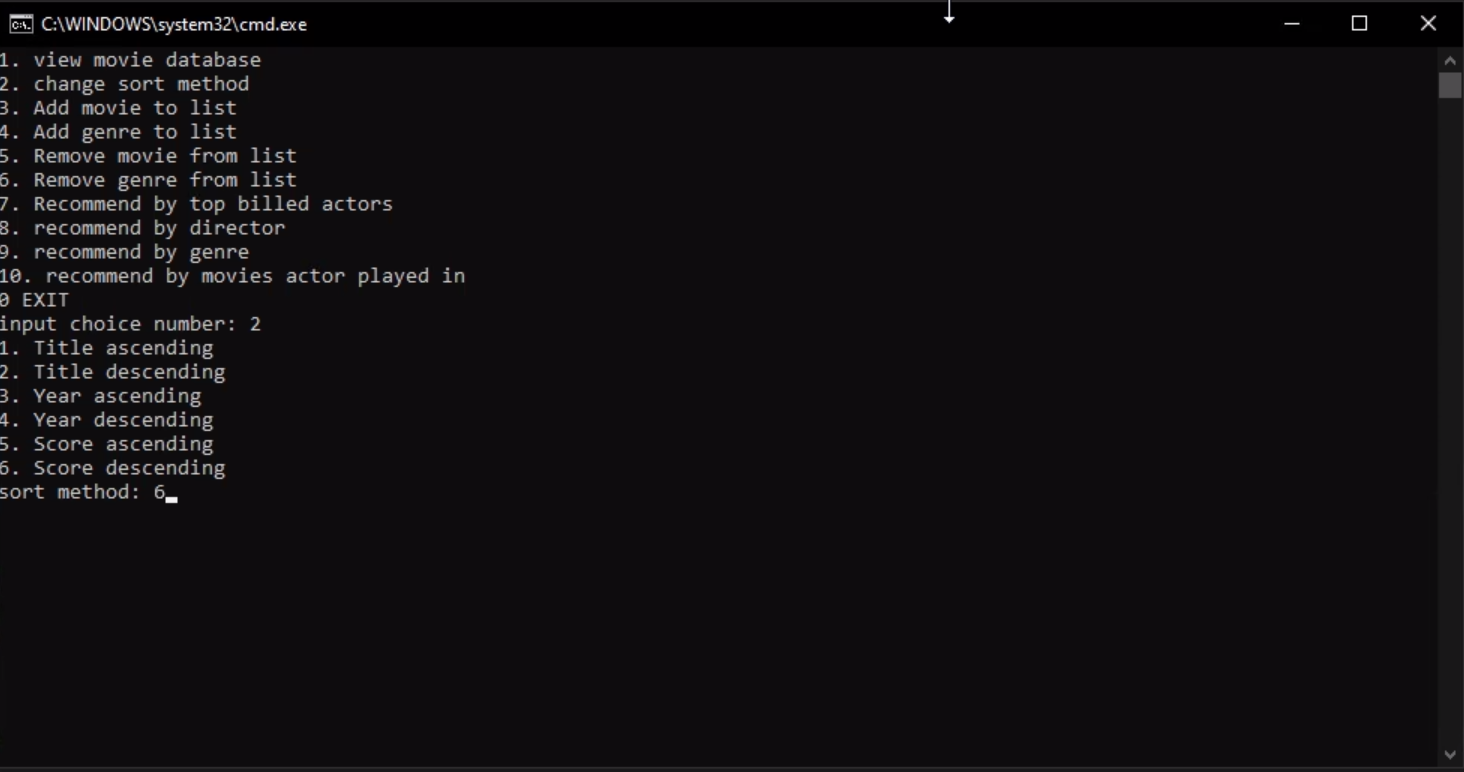 C:\WINDOWS\system32\cmd.exe
1. view movie database
2. change sort method
3. Add movie to list
4. Add genre to list
5. Remove movie from list
6. Remove genre from list
7. Recommend by top billed actors
8. recommend by director
9. recommend by genre
10. recommend by movies actor played in
0 EXIT
input choice number: 2
1. Title ascending
2. Title descending
3. Year ascending
4. Year descending
5. Score ascending
6. Score descending
sort method: 6